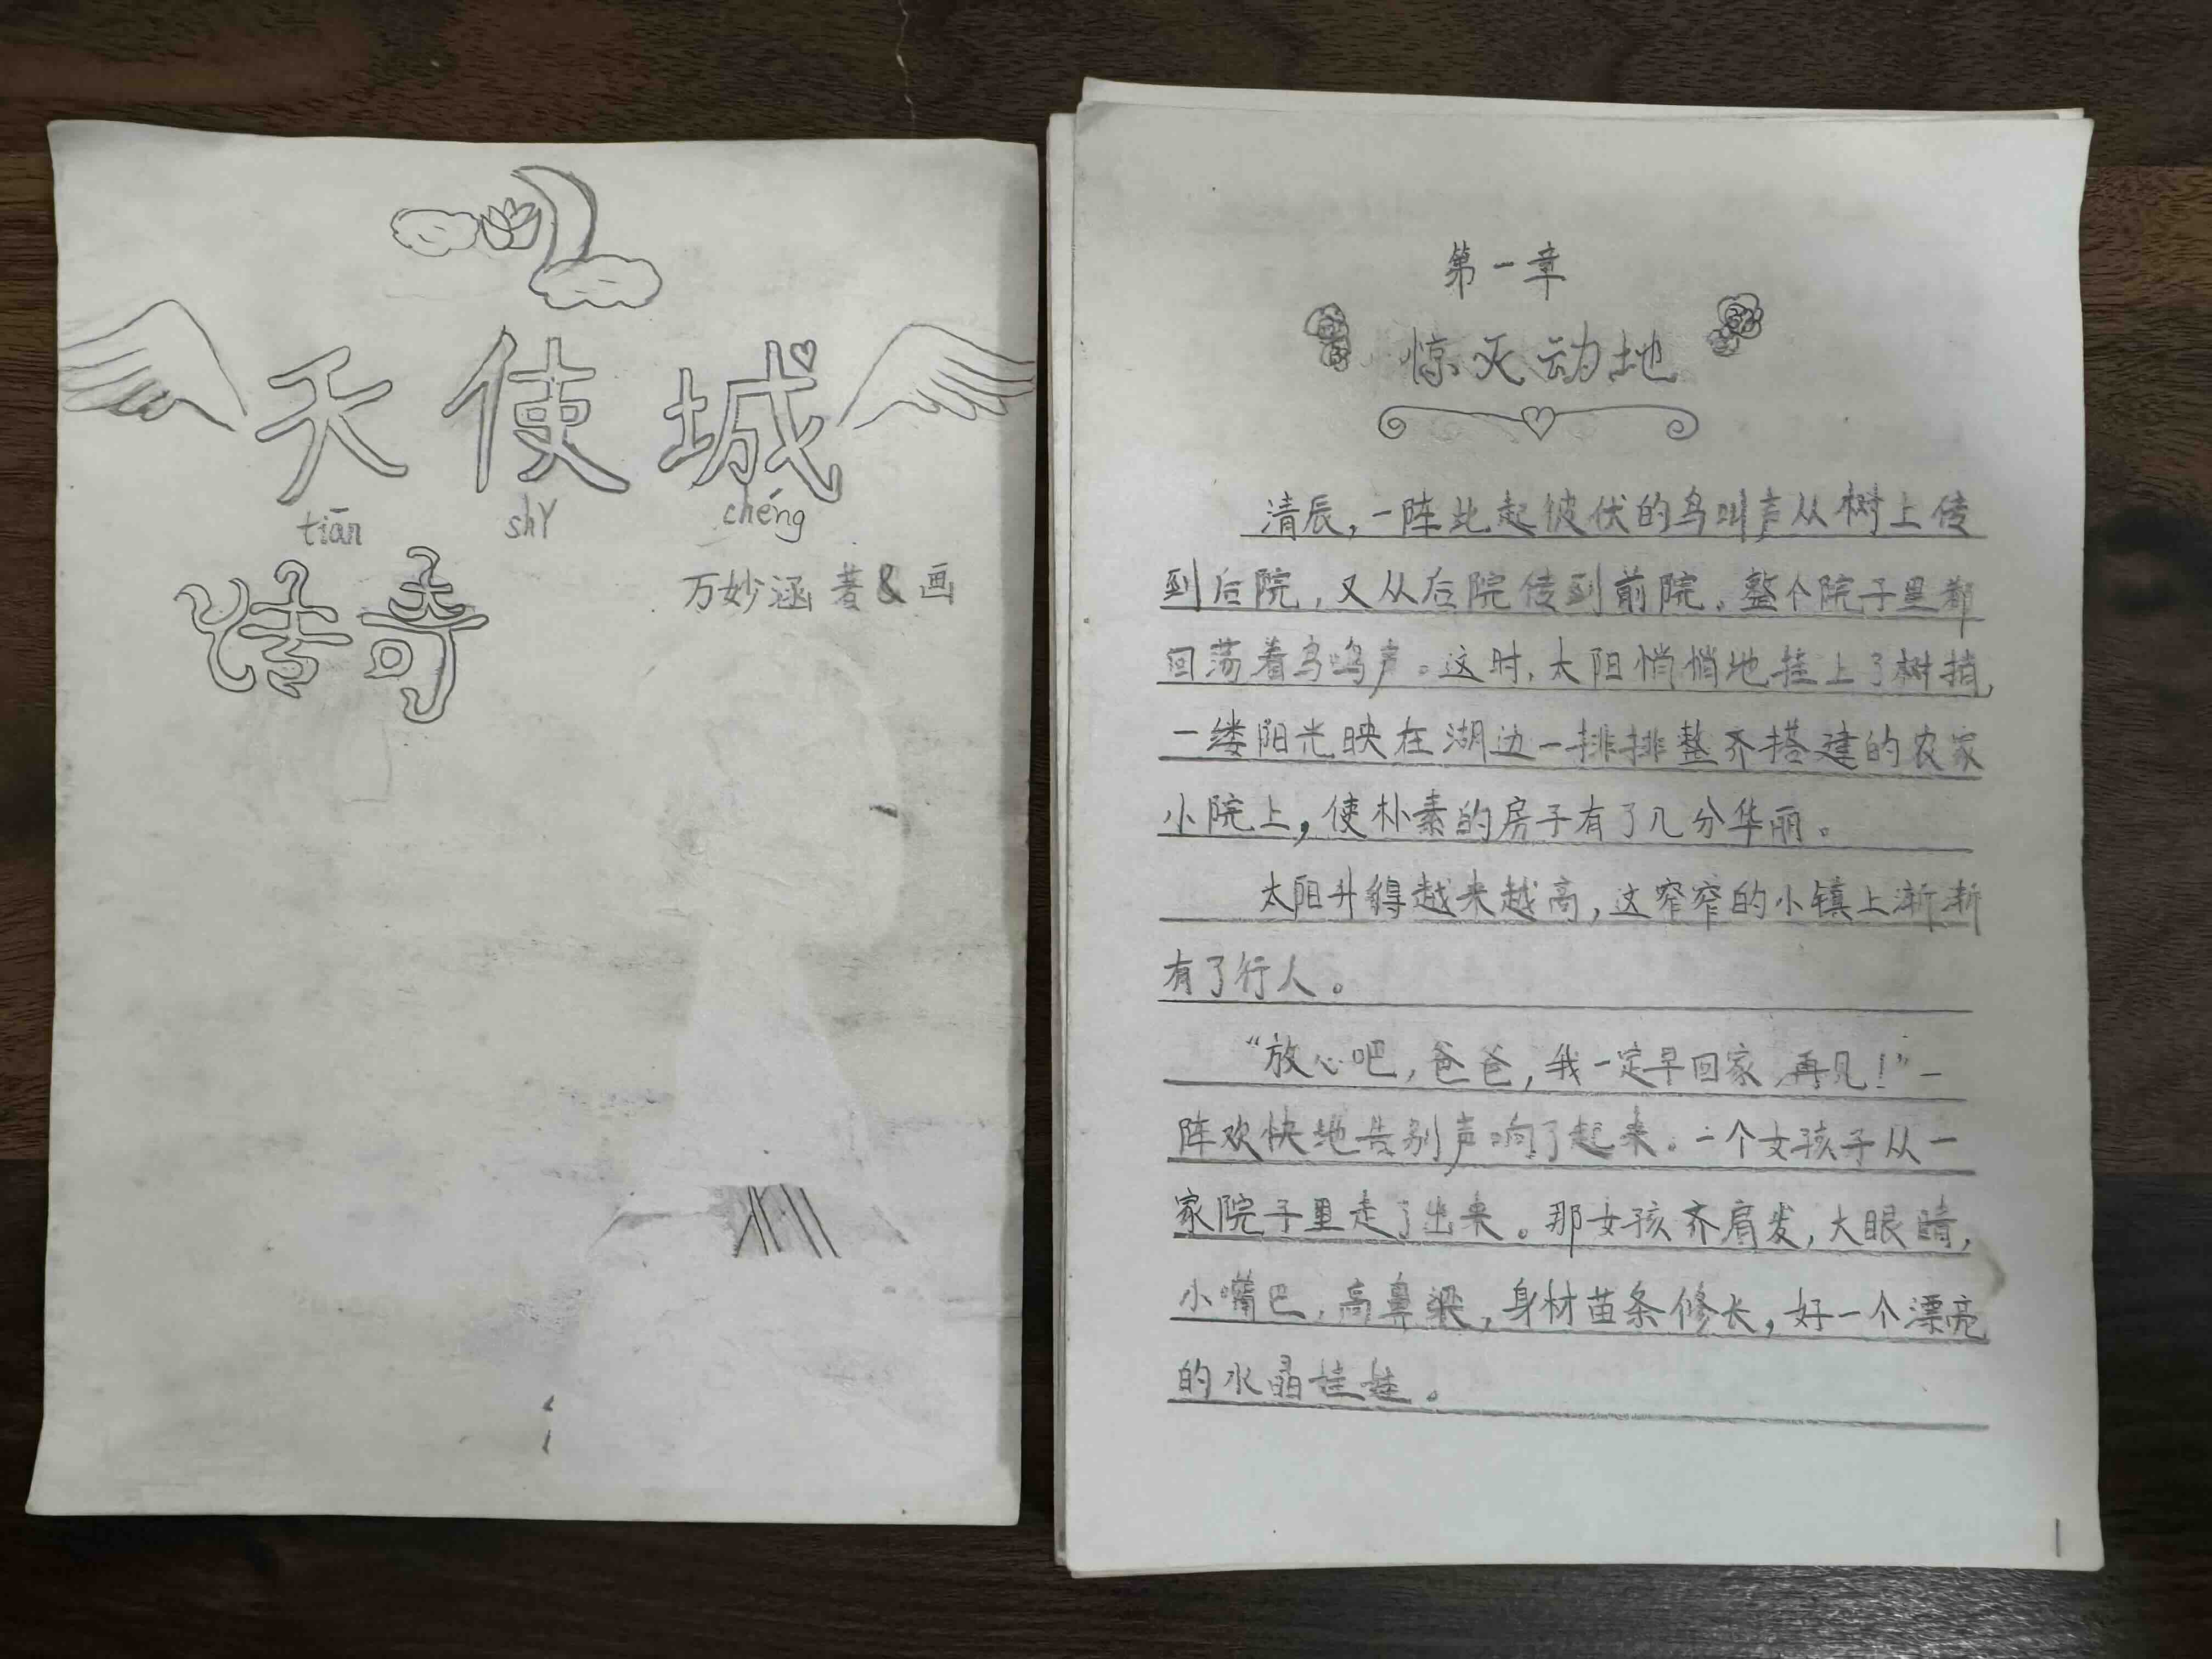 天使城
tiān shǐ chéng
传奇
万妙涵 著&画
第一章
惊天动地
清辰，一阵此起彼伏的鸟叫声从树上传
到后院，又从后院传到前院。整个院子里都
回荡着鸟鸣声。这时，太阳悄悄地挂上了树捎，
一缕阳光映在湖边一排排整齐搭建的农家
小院上，使朴素的房子有了几分华丽。
太阳升得越来越高，这窄窄的小镇上渐渐
有了行人。
“放心吧，爸爸，我一定早回家，再见！”一
阵欢快地告别声响了起来。一个女孩子从一
家院子里走了出来。那女孩齐肩发，大眼睛，
小嘴巴，高鼻梁，身材苗条修长，好一个漂亮
的水晶娃娃。
1